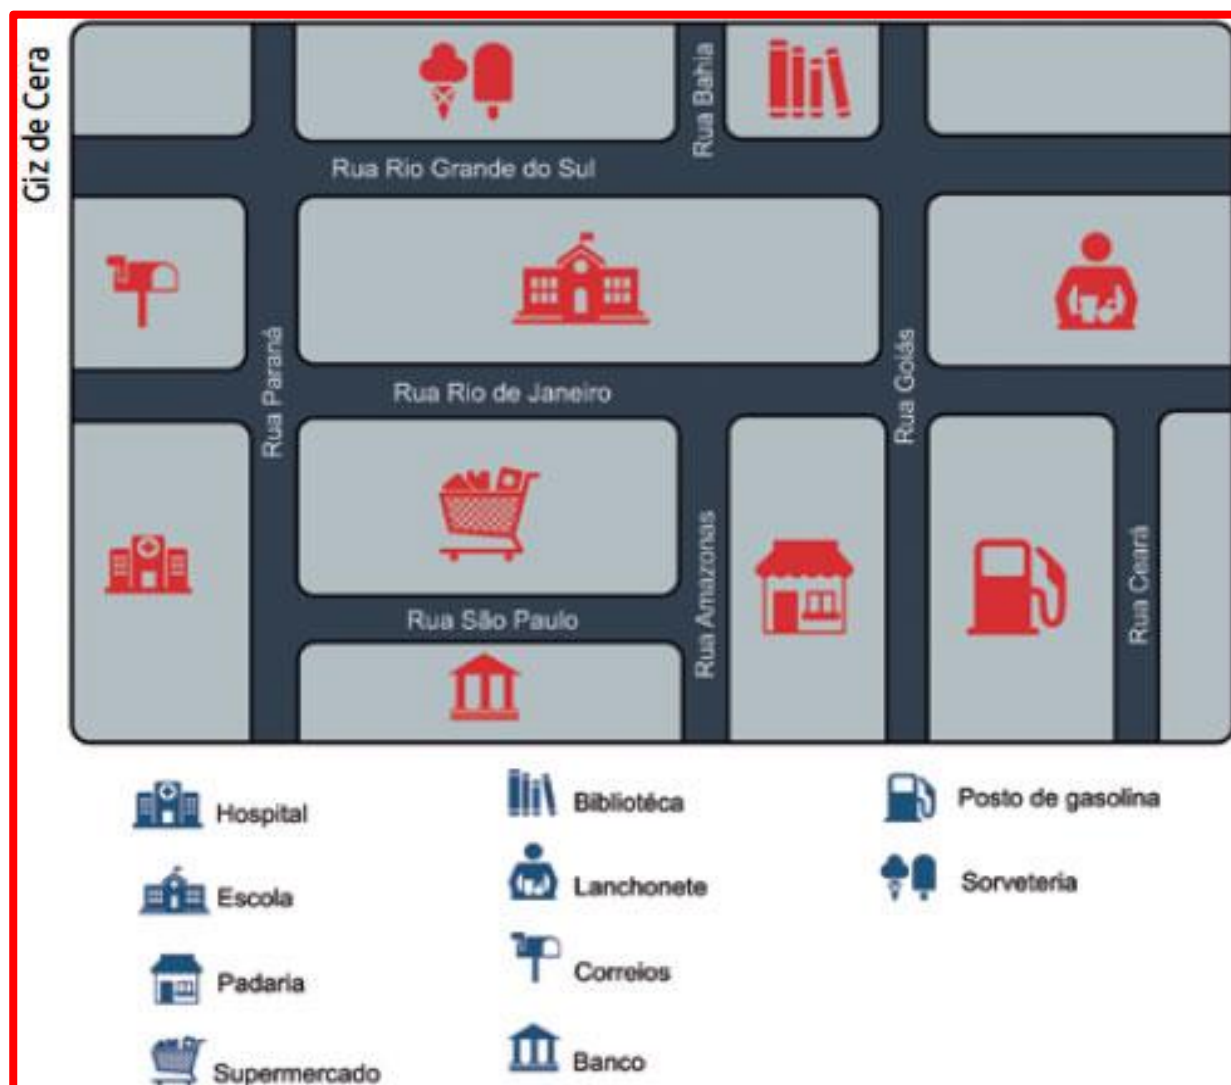 Giz de Cera
Rua Bahia
Rua Rio Grande do Sul
Rua Paraná
Rua Rio de Janeiro
Rua Goiás
Rua São Paulo
Rua Amazonas
Rua Ceará
Hospital
Escola
Padaria
Supermercado
Bibliotéca
Lanchonete
Correios
Banco
Posto de gasolina
Sorveteria